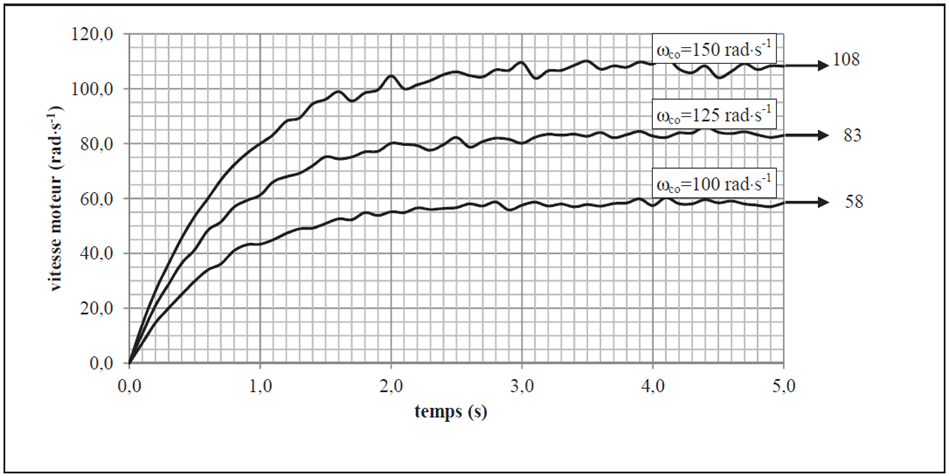 120,0
100,0
80,0
60,0
40,0
20,0
0,0
vitesse moteur (rad·s⁻¹)
ωco=150 rad·s⁻¹
108
ωco=125 rad·s⁻¹
83
ωco=100 rad·s⁻¹
58
0,0 1,0 2,0 3,0 4,0 5,0
temps (s)